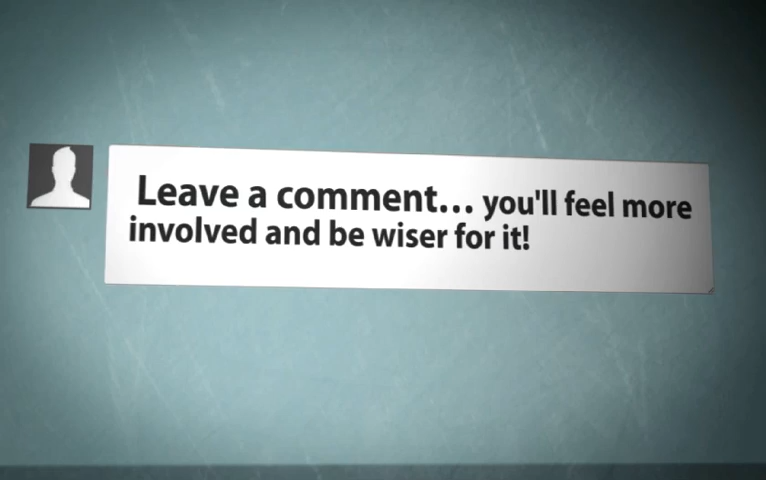 Leave a comment... you'll feel more
involved and be wiser for it!